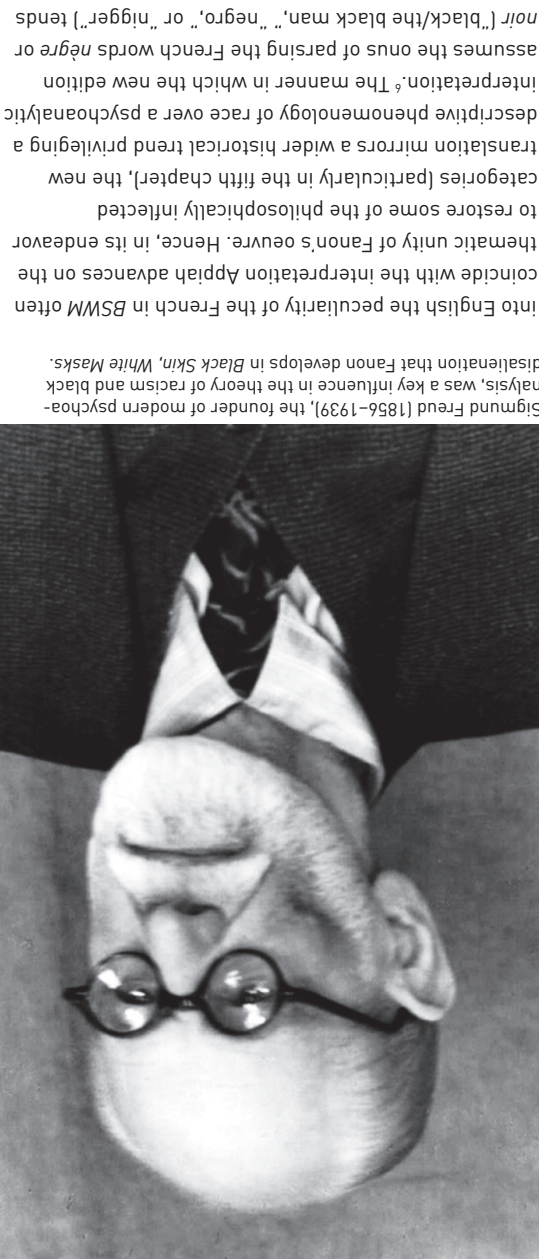 Sigmund Freud (1856–1939), the founder of modern psychoa-
nalysis, was a key influence in the theory of racism and black
disalienation that Fanon develops in Black Skin, White Masks.
into English the peculiarity of the French in BSWM often
coincide with the interpretation Appiah advances on the
thematic unity of Fanon's oeuvre. Hence, in its endeavor
to restore some of the philosophically inflected
categories (particularly in the fifth chapter), the new
translation mirrors a wider historical trend privileging a
descriptive phenomenology of race over a psychoanalytic
interpretation.⁶ The manner in which the new edition
assumes the onus of parsing the French words nègre or
noir ("black/the black man," "negro," or "nigger") tends